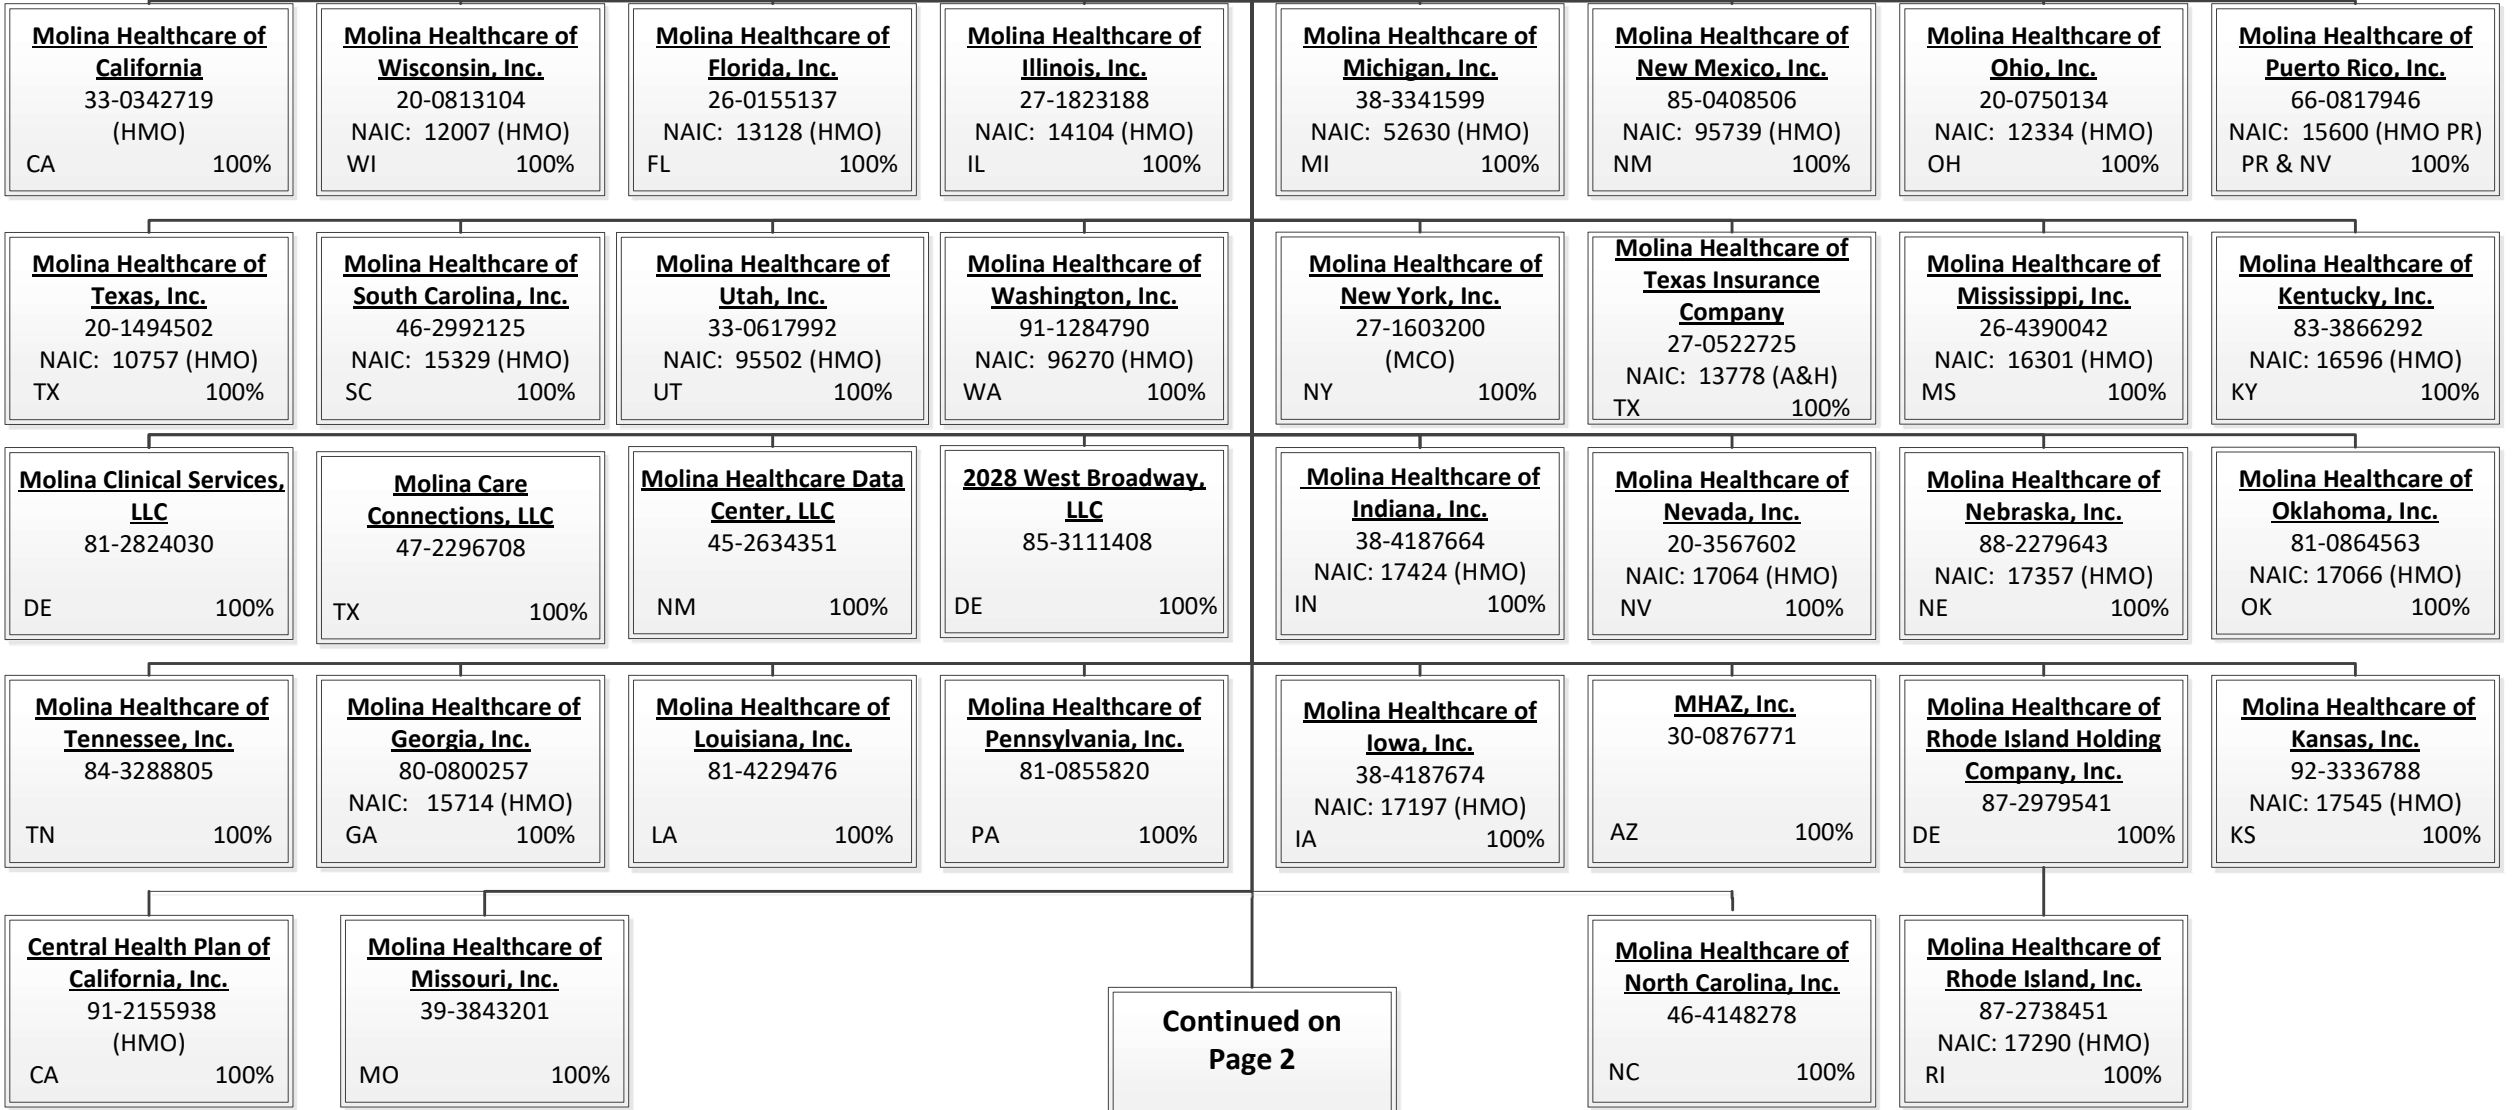 Molina Healthcare of
California
33-0342719
(HMO)
CA 100%
Molina Healthcare of
Wisconsin, Inc.
20-0813104
NAIC: 12007 (HMO)
WI 100%
Molina Healthcare of
Florida, Inc.
26-0155137
NAIC: 13128 (HMO)
FL 100%
Molina Healthcare of
Illinois, Inc.
27-1823188
NAIC: 14104 (HMO)
IL 100%
Molina Healthcare of
Michigan, Inc.
38-3341599
NAIC: 52630 (HMO)
MI 100%
Molina Healthcare of
New Mexico, Inc.
85-0408506
NAIC: 95739 (HMO)
NM 100%
Molina Healthcare of
Ohio, Inc.
20-0750134
NAIC: 12334 (HMO)
OH 100%
Molina Healthcare of
Puerto Rico, Inc.
66-0817946
NAIC: 15600 (HMO PR)
PR & NV 100%
Molina Healthcare of
Texas, Inc.
20-1494502
NAIC: 10757 (HMO)
TX 100%
Molina Healthcare of
South Carolina, Inc.
46-2992125
NAIC: 15329 (HMO)
SC 100%
Molina Healthcare of
Utah, Inc.
33-0617992
NAIC: 95502 (HMO)
UT 100%
Molina Healthcare of
Washington, Inc.
91-1284790
NAIC: 96270 (HMO)
WA 100%
Molina Healthcare of
New York, Inc.
27-1603200
(MCO)
NY 100%
Molina Healthcare of
Texas Insurance
Company
27-0522725
NAIC: 13778 (A&H)
TX 100%
Molina Healthcare of
Mississippi, Inc.
26-4390042
NAIC: 16301 (HMO)
MS 100%
Molina Healthcare of
Kentucky, Inc.
83-3866292
NAIC: 16596 (HMO)
KY 100%
Molina Clinical Services,
LLC
81-2824030
DE 100%
Molina Care
Connections, LLC
47-2296708
TX 100%
Molina Healthcare Data
Center, LLC
45-2634351
NM 100%
2028 West Broadway,
LLC
85-3111408
DE 100%
Molina Healthcare of
Indiana, Inc.
38-4187664
NAIC: 17424 (HMO)
IN 100%
Molina Healthcare of
Nevada, Inc.
20-3567602
NAIC: 17064 (HMO)
NV 100%
Molina Healthcare of
Nebraska, Inc.
88-2279643
NAIC: 17357 (HMO)
NE 100%
Molina Healthcare of
Oklahoma, Inc.
81-0864563
NAIC: 17066 (HMO)
OK 100%
Molina Healthcare of
Tennessee, Inc.
84-3288805
TN 100%
Molina Healthcare of
Georgia, Inc.
80-0800257
NAIC: 15714 (HMO)
GA 100%
Molina Healthcare of
Louisiana, Inc.
81-4229476
LA 100%
Molina Healthcare of
Pennsylvania, Inc.
81-0855820
PA 100%
Molina Healthcare of
Iowa, Inc.
38-4187674
NAIC: 17197 (HMO)
IA 100%
MHAZ, Inc.
30-0876771
AZ 100%
Molina Healthcare of
Rhode Island Holding
Company, Inc.
87-2979541
DE 100%
Molina Healthcare of
Kansas, Inc.
92-3336788
NAIC: 17545 (HMO)
KS 100%
Central Health Plan of
California, Inc.
91-2155938
(HMO)
CA 100%
Molina Healthcare of
Missouri, Inc.
39-3843201
MO 100%
Continued on
Page 2
Molina Healthcare of
North Carolina, Inc.
46-4148278
NC 100%
Molina Healthcare of
Rhode Island, Inc.
87-2738451
NAIC: 17290 (HMO)
RI 100%